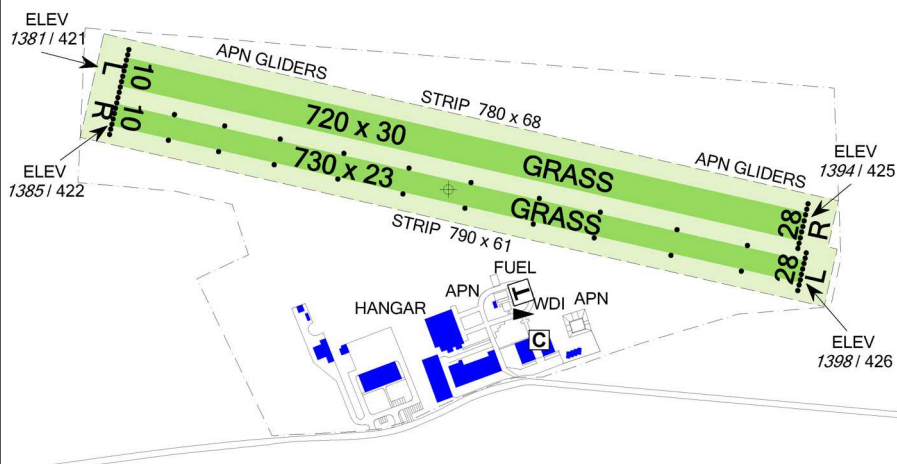 ELEV
1381 / 421
APN GLIDERS
L
10
STRIP 780 x 68
720 x 30
GRASS
APN GLIDERS
ELEV
1394 / 425
R
10
730 x 23
GRASS
28
R
ELEV
1385 / 422
STRIP 790 x 61
28
L
FUEL
APN
T
WDI
APN
HANGAR
C
ELEV
1398 / 426